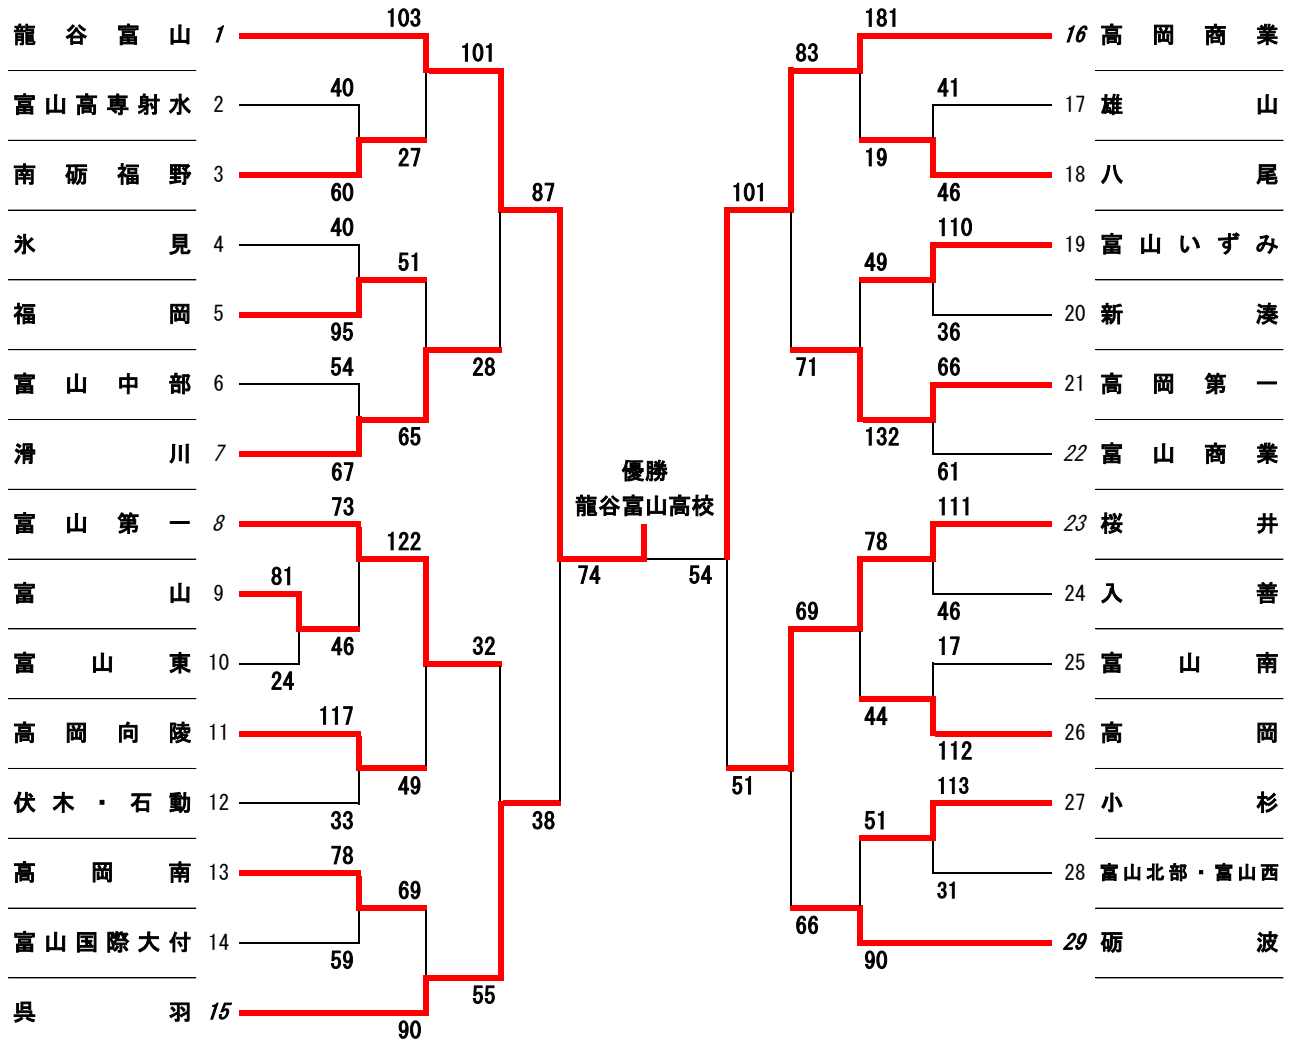 龍谷富山 1
富山高専射水 2
南砺福野 3
氷見 4
福岡 5
富山中部 6
滑川 7
富山第一 8
富山 9
富山東 10
高岡向陵 11
伏木・石動 12
高岡南 13
富山国際大付 14
呉羽 15
103
40
27
60
40
51
95
54
65
67
73
122
81
46
24
117
49
33
78
69
59
90
101
28
32
55
87
38
優勝
龍谷富山高校
74
54
101
51
83
71
69
66
181
41
19
46
110
49
36
66
132
61
111
78
46
17
44
112
113
51
31
90
16 高岡商業
17 雄山
18 八尾
19 富山いずみ
20 新湊
21 高岡第一
22 富山商業
23 桜井
24 入善
25 富山南
26 高岡
27 小杉
28 富山北部・富山西
29 砺波